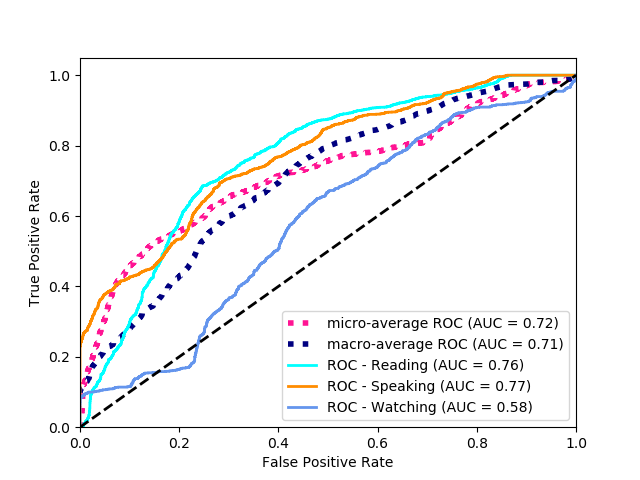 True Positive Rate
1.0
0.8
0.6
0.4
0.2
0.0
micro-average ROC (AUC = 0.72)
macro-average ROC (AUC = 0.71)
ROC - Reading (AUC = 0.76)
ROC - Speaking (AUC = 0.77)
ROC - Watching (AUC = 0.58)
0.0 0.2 0.4 0.6 0.8 1.0
False Positive Rate